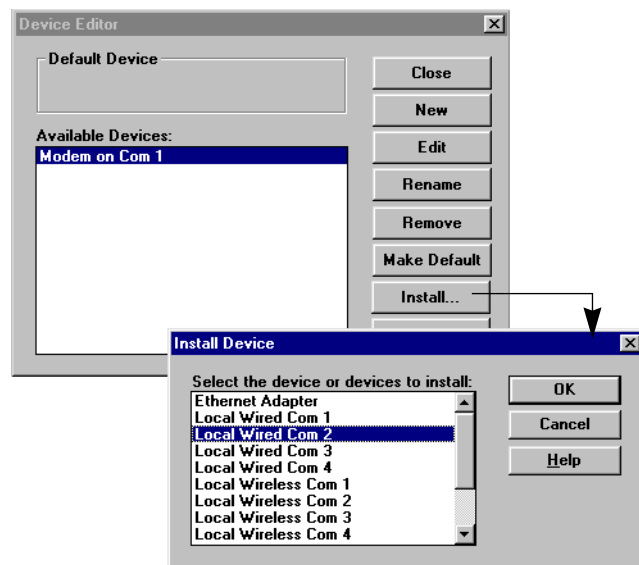 Device Editor
Default Device
Close
New
Available Devices:
Edit
Modem on Com 1
Rename
Remove
Make Default
Install...
Install Device
Select the device or devices to install:
Ethernet Adapter
Local Wired Com 1
Local Wired Com 2
Local Wired Com 3
Local Wired Com 4
Local Wireless Com 1
Local Wireless Com 2
Local Wireless Com 3
Local Wireless Com 4
OK
Cancel
Help